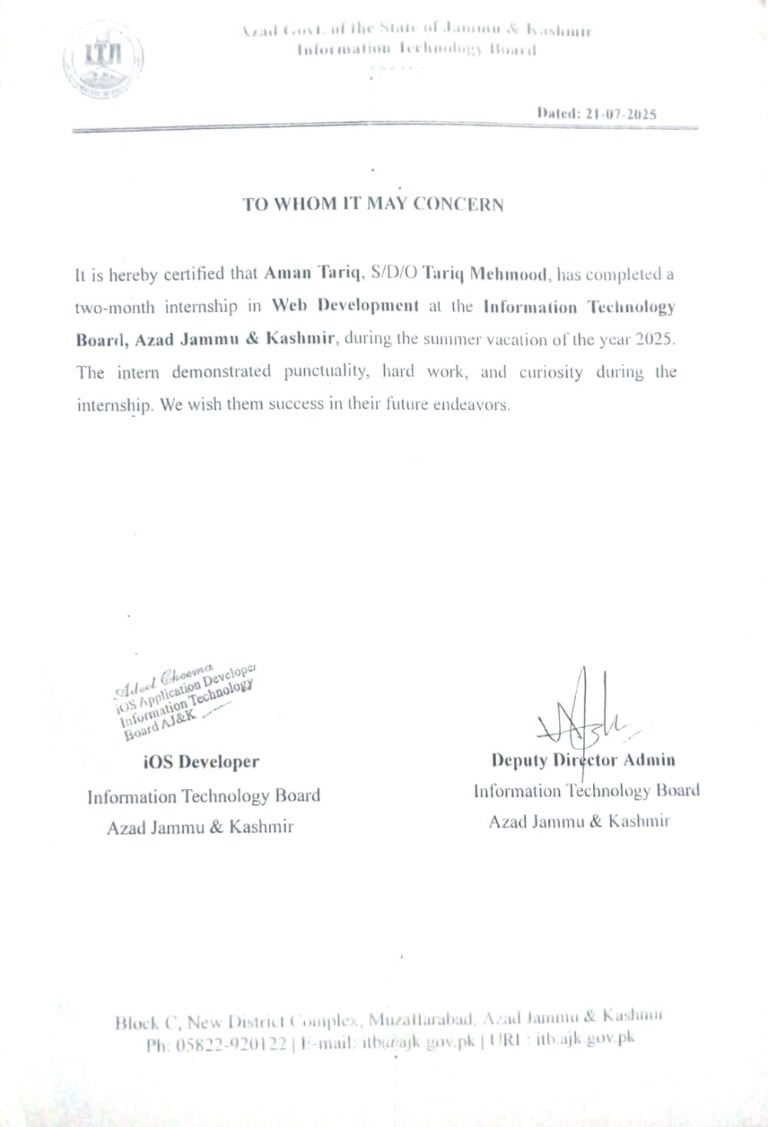 ITB
Azad Govt. of the State of Jammu & Kashmir
Information Technology Board
Dated: 21-07-2025
TO WHOM IT MAY CONCERN
It is hereby certified that Aman Tariq, S/D/O Tariq Mehmood, has completed a
two-month internship in Web Development at the Information Technology
Board, Azad Jammu & Kashmir, during the summer vacation of the year 2025.
The intern demonstrated punctuality, hard work, and curiosity during the
internship. We wish them success in their future endeavors.
Adeel Cheema
iOS Application Developer
Information Technology
Board AJ&K
iOS Developer
Information Technology Board
Azad Jammu & Kashmir
Deputy Director Admin
Information Technology Board
Azad Jammu & Kashmir
Block C, New District Complex, Muzaffarabad, Azad Jammu & Kashmir
Ph: 05822-920122 | E-mail: itb@ajk.gov.pk | URL: itb.ajk.gov.pk